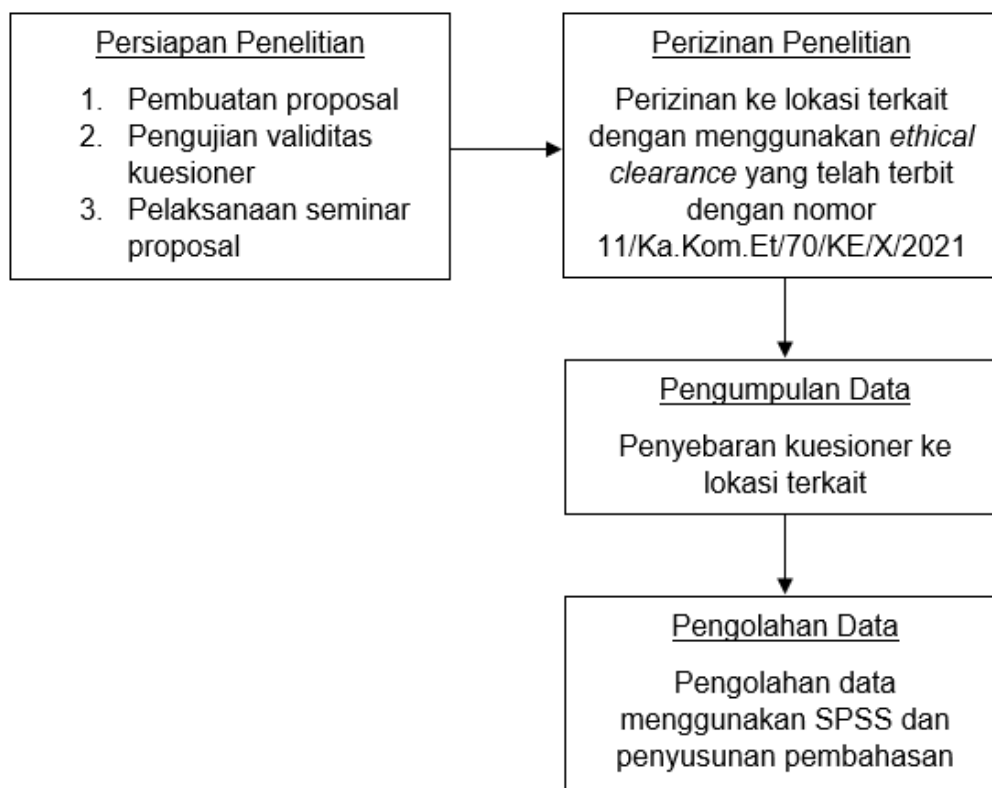 Persiapan Penelitian
1. Pembuatan proposal
2. Pengujian validitas
kuesioner
3. Pelaksanaan seminar
proposal
Perizinan Penelitian
Perizinan ke lokasi terkait
dengan menggunakan ethical
clearance yang telah terbit
dengan nomor
11/Ka.Kom.Et/70/KE/X/2021
Pengumpulan Data
Penyebaran kuesioner ke
lokasi terkait
Pengolahan Data
Pengolahan data
menggunakan SPSS dan
penyusunan pembahasan